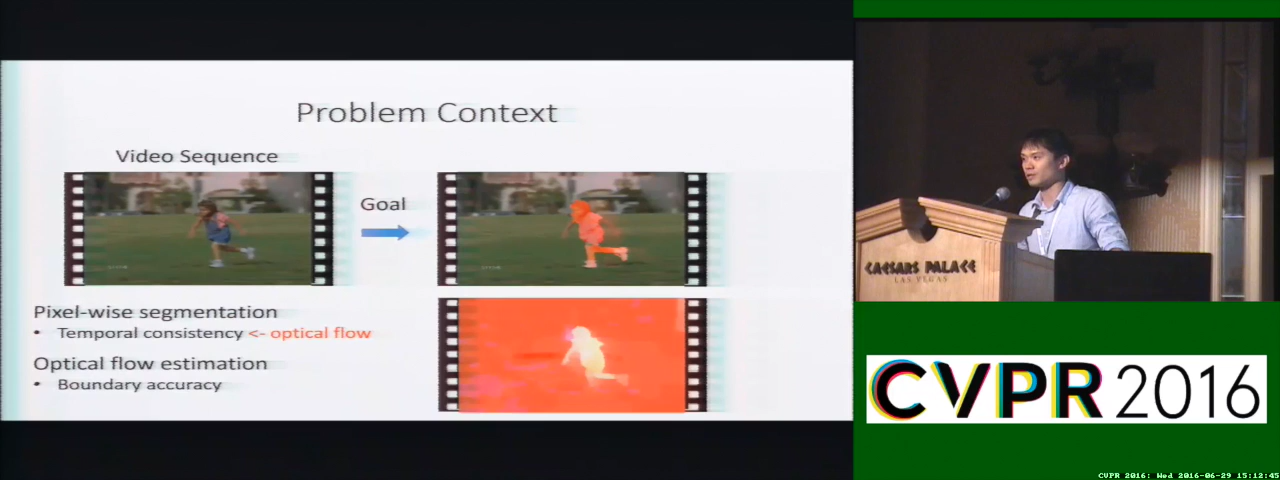 Problem Context
Video Sequence
Goal
Pixel-wise segmentation
• Temporal consistency <- optical flow
Optical flow estimation
• Boundary accuracy
CAESARS PALACE
LAS VEGAS
CVPR 2016
CVPR 2016: Wed 2016-06-29 15:12:45